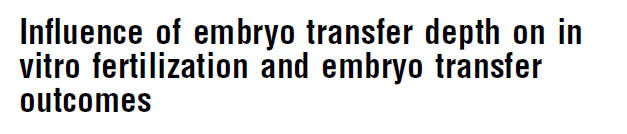 Influence of embryo transfer depth on in
vitro fertilization and embryo transfer
outcomes